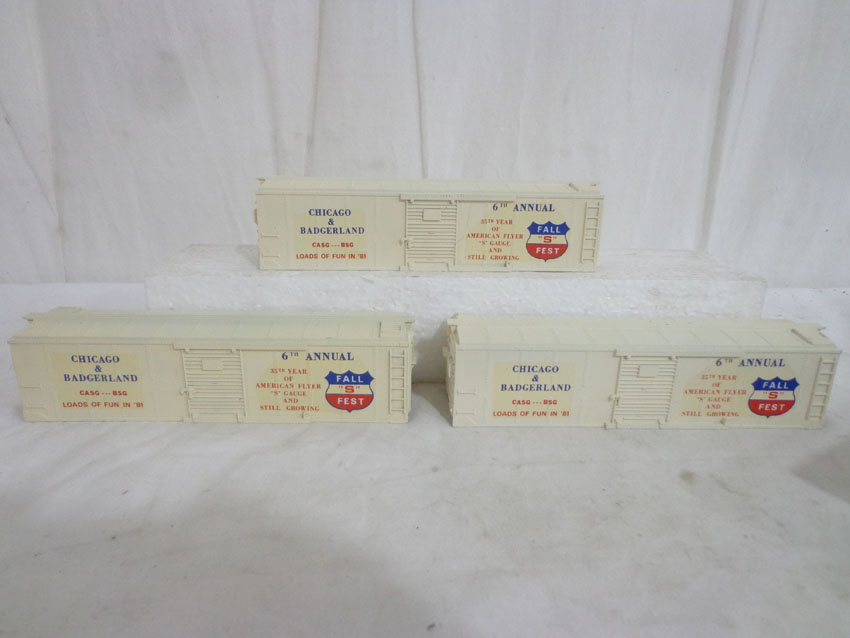 CHICAGO
&
BADGERLAND
CASG --- BSG
LOADS OF FUN IN '81
6TH ANNUAL
35TH YEAR
OF
AMERICAN FLYER
"S" GAUGE
AND
STILL GROWING
FALL
"S"
FEST
CHICAGO
&
BADGERLAND
CASG --- BSG
LOADS OF FUN IN '81
6TH ANNUAL
35TH YEAR
OF
AMERICAN FLYER
"S" GAUGE
AND
STILL GROWING
FALL
"S"
FEST
CHICAGO
&
BADGERLAND
CASG --- BSG
LOADS OF FUN IN '81
6TH ANNUAL
35TH YEAR
OF
AMERICAN FLYER
"S" GAUGE
AND
STILL GROWING
FALL
"S"
FEST